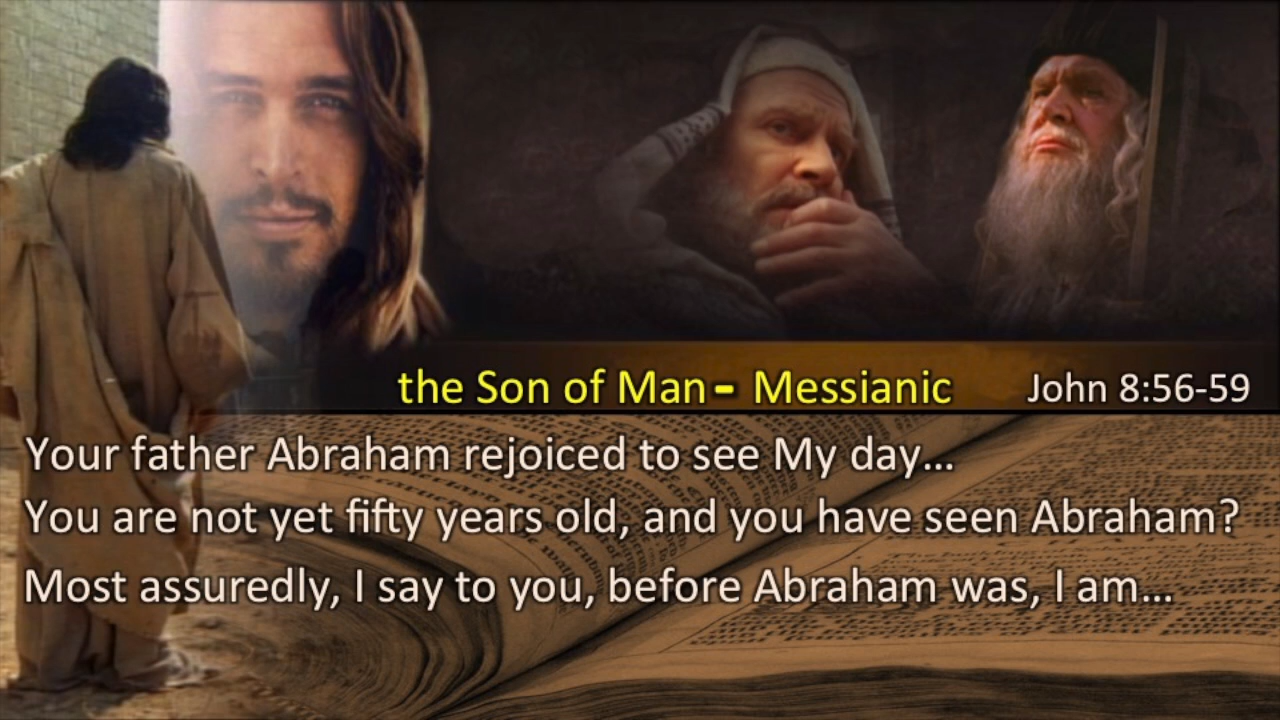 the Son of Man - Messianic John 8:56-59
Your father Abraham rejoiced to see My day...
You are not yet fifty years old, and you have seen Abraham?
Most assuredly, I say to you, before Abraham was, I am...